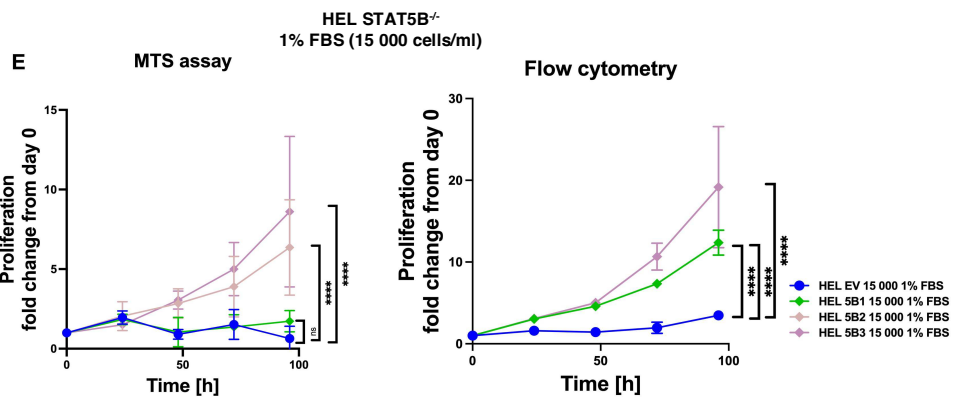 HEL STAT5B-/-
1% FBS (15 000 cells/ml)
E
MTS assay
Flow cytometry
Proliferation
fold change from day 0
15
10
5
0
0
50
100
Time [h]
ns
****
****
Proliferation
fold change from day 0
30
20
10
0
0
50
100
Time [h]
****
****
****
HEL EV 15 000 1% FBS
HEL 5B1 15 000 1% FBS
HEL 5B2 15 000 1% FBS
HEL 5B3 15 000 1% FBS